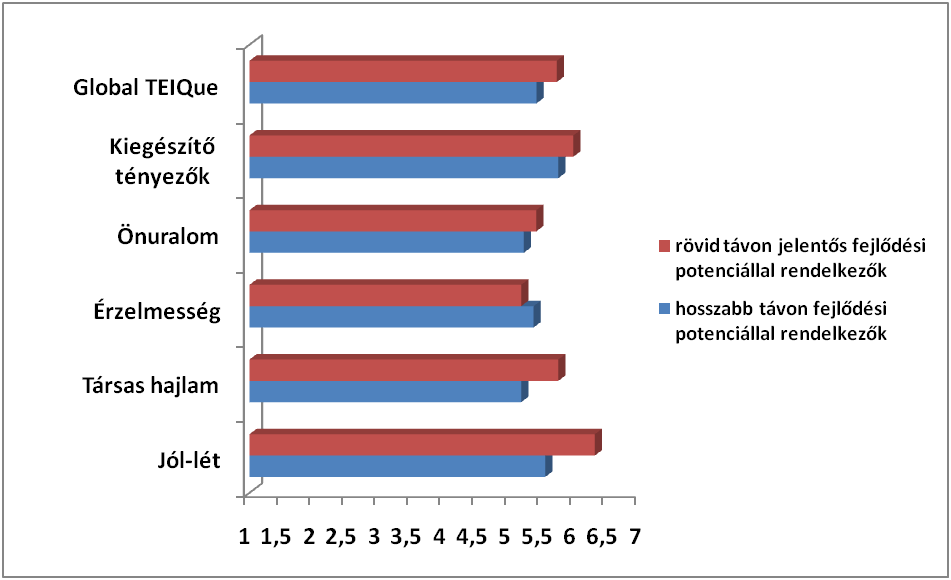 Global TEIQue
Kiegészítő
tényezők
Önuralom
Érzelmesség
Társas hajlam
Jól-lét
1 1,5 2 2,5 3 3,5 4 4,5 5 5,5 6 6,5 7
rövid távon jelentős fejlődési
potenciállal rendelkezők
hosszabb távon fejlődési
potenciállal rendelkezők